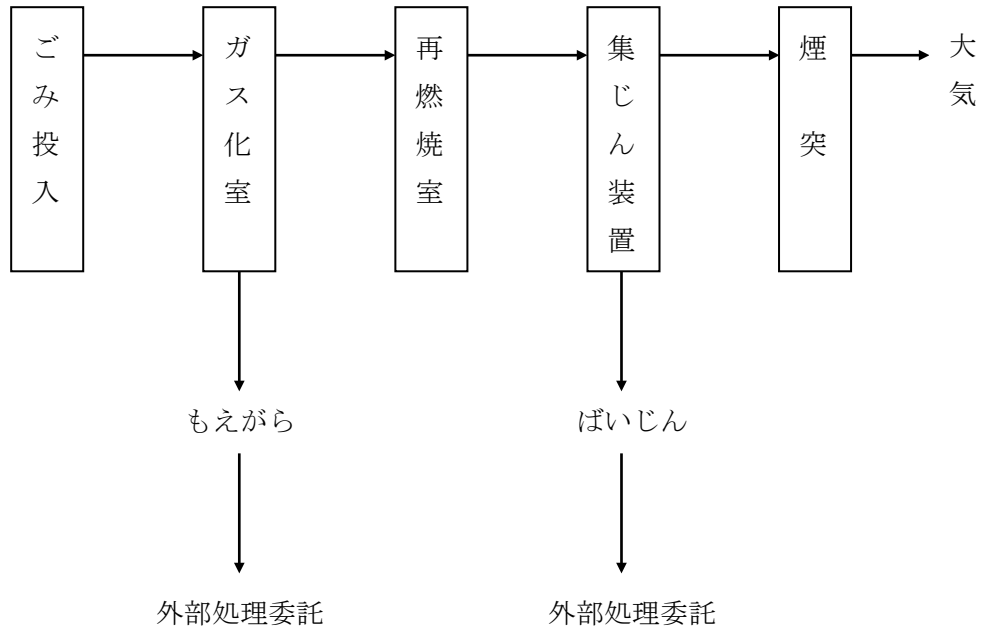 ごみ投入
ガス化室
再燃焼室
集じん装置
煙突
大気
もえがら
ばいじん
外部処理委託
外部処理委託